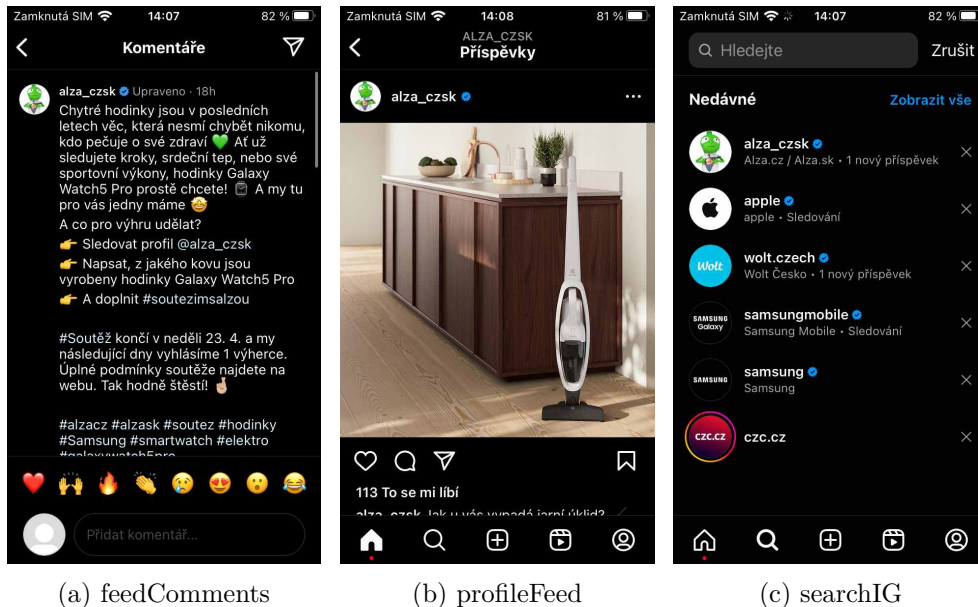 Zamknutá SIM 14:07 82 %
Komentáře
alza_czsk Upraveno · 18h
Chytré hodinky jsou v posledních
letech věc, která nesmí chybět nikomu,
kdo pečuje o své zdraví 💚 Ať už
sledujete kroky, srdeční tep, nebo své
sportovní výkony, hodinky Galaxy
Watch5 Pro prostě chcete! A my tu
pro vás jedny máme 🤩
A co pro výhru udělat?
👉 Sledovat profil @alza_czsk
👉 Napsat, z jakého kovu jsou
vyrobeny hodinky Galaxy Watch5 Pro
👉 A doplnit #soutezimsalzou
#Soutěž končí v neděli 23. 4. a my
následující dny vyhlásíme 1 výherce.
Úplné podmínky soutěže najdete na
webu. Tak hodně štěstí! 🤞
#alzacz #alzask #soutez #hodinky
#Samsung #smartwatch #elektro
#galaxywatch5pro
Přidat komentář...
(a) feedComments
Zamknutá SIM 14:08 81 %
ALZA_CZSK
Příspěvky
alza_czsk
113 To se mi líbí
alza_czsk Jak u vás vypadá jarní úklid?
(b) profileFeed
Zamknutá SIM 14:07 82 %
Hledejte Zrušit
Nedávné Zobrazit vše
alza_czsk
Alza.cz / Alza.sk • 1 nový příspěvek
apple
apple • Sledování
Wolt
wolt.czech
Wolt Česko • 1 nový příspěvek
SAMSUNG
Galaxy
samsungmobile
Samsung Mobile • Sledování
SAMSUNG
samsung
Samsung
czc.cz
czc.cz
(c) searchIG